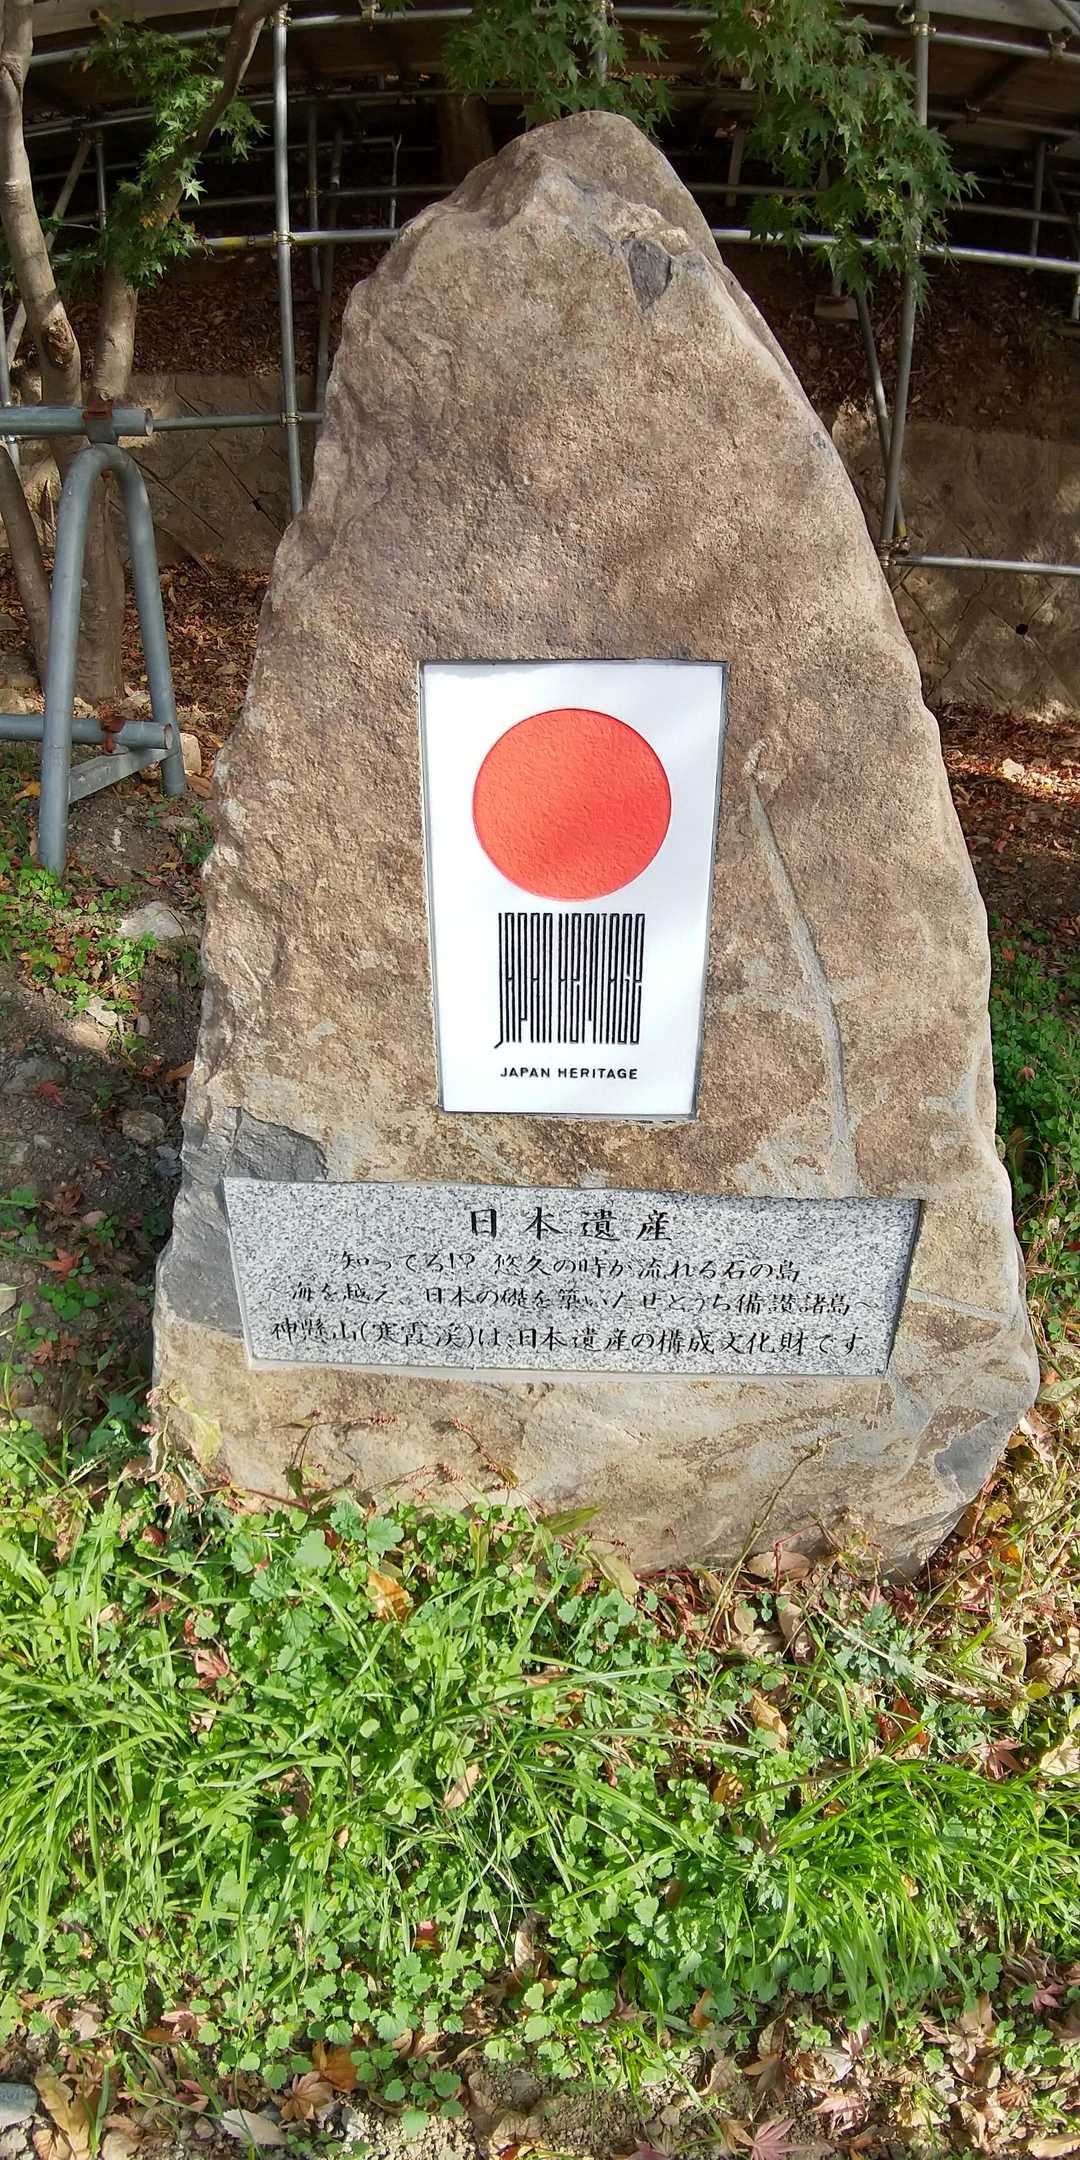 JAPAN HERITAGE
JAPAN HERITAGE
日本遺産
知ってる!? 悠久の時が流れる石の島
～海を越え、日本の礎を築いたせとうち備讃諸島～
神懸山(寒霞渓)は、日本遺産の構成文化財です。